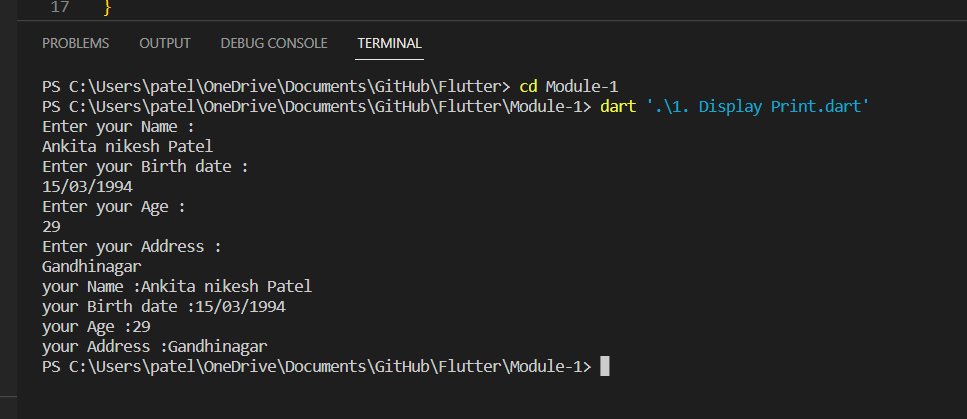 17 }
PROBLEMS OUTPUT DEBUG CONSOLE TERMINAL
PS C:\Users\patel\OneDrive\Documents\GitHub\Flutter> cd Module-1
PS C:\Users\patel\OneDrive\Documents\GitHub\Flutter\Module-1> dart '.\1. Display Print.dart'
Enter your Name :
Ankita nikesh Patel
Enter your Birth date :
15/03/1994
Enter your Age :
29
Enter your Address :
Gandhinagar
your Name :Ankita nikesh Patel
your Birth date :15/03/1994
your Age :29
your Address :Gandhinagar
PS C:\Users\patel\OneDrive\Documents\GitHub\Flutter\Module-1>